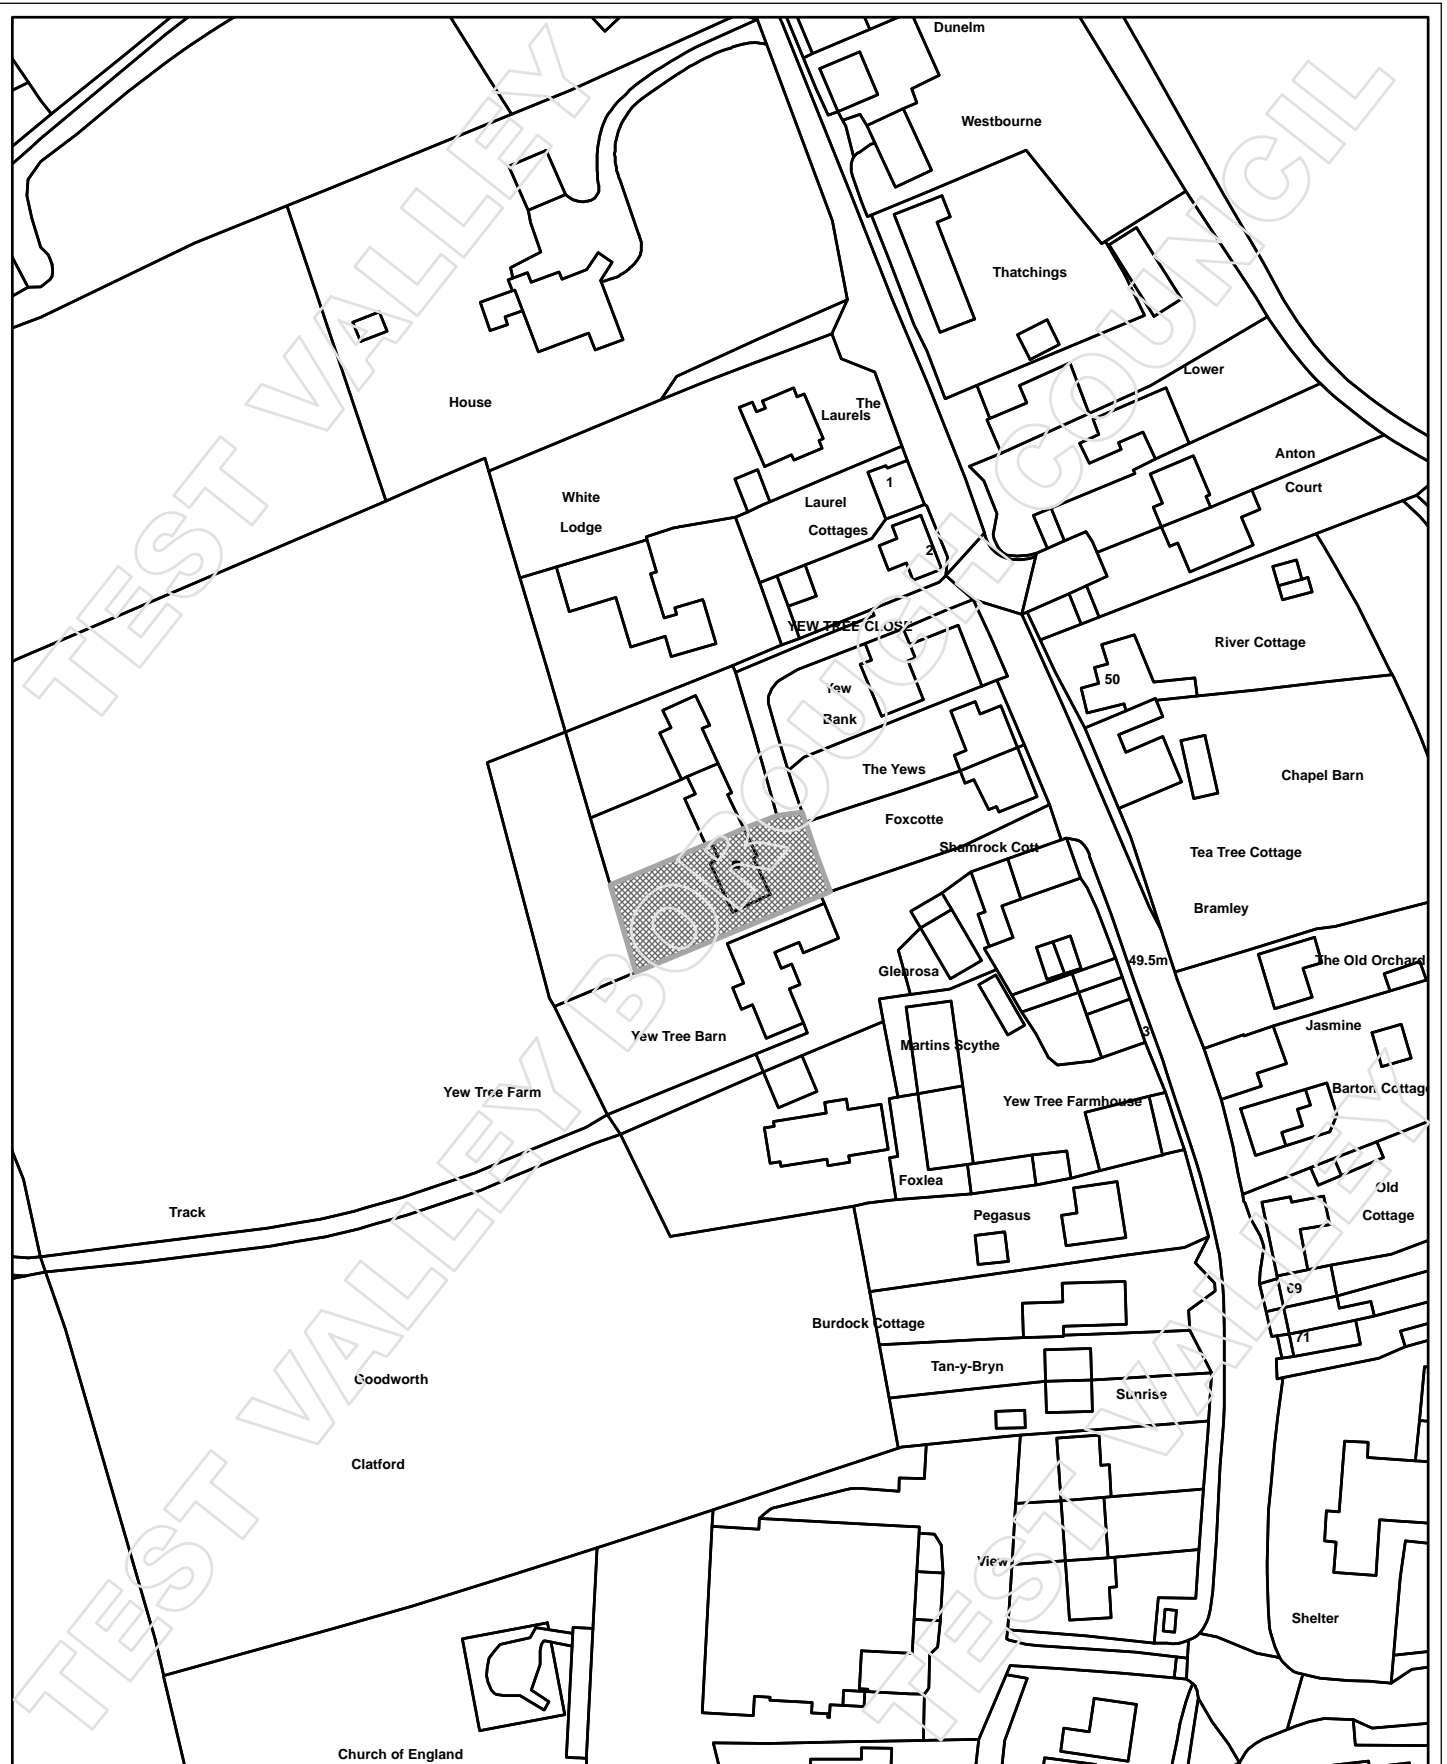 Dunelm
Westbourne
Thatchings
Lower
House
The
Laurels
Anton
Court
1
White
Lodge
Laurel
Cottages
2
YEW TREE CLOSE
River Cottage
50
Yew
Bank
The Yews
Chapel Barn
Foxcotte
Shamrock Cott
Tea Tree Cottage
Bramley
49.5m
The Old Orchard
Glenrosa
Jasmine
3
Yew Tree Barn
Martins Scythe
Barton Cottage
Yew Tree Farm
Yew Tree Farmhouse
Foxlea
Old
Cottage
Track
Pegasus
69
Burdock Cottage
71
Tan-y-Bryn
Goodworth
Sunrise
Clatford
View
Shelter
Church of England
TEST VALLEY
TEST VALLEY BOROUGH COUNCIL
TEST VALLEY